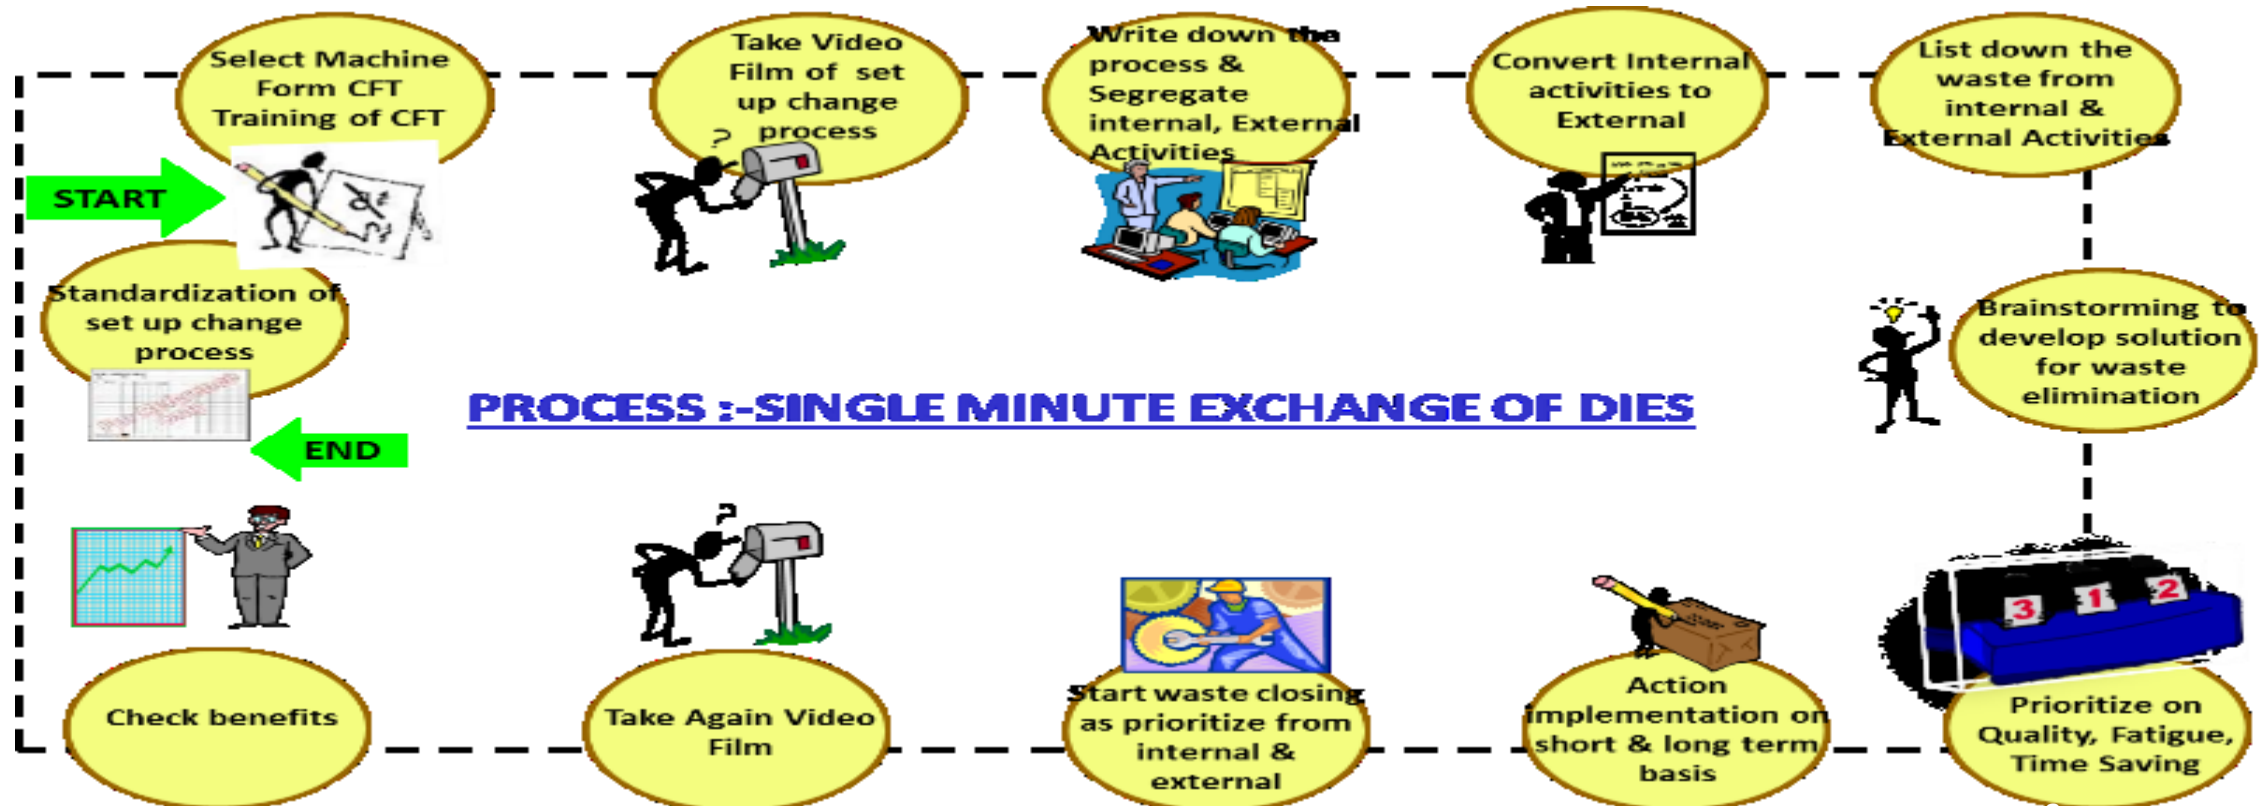 Select Machine
Form CFT
Training of CFT
Take Video
Film of set
up change
process
Write down the
process &
Segregate
internal, External
Activities
Convert Internal
activities to
External
List down the
waste from
internal &
External Activities
START
Standardization of
set up change
process
Brainstorming to
develop solution
for waste
elimination
PROCESS :-SINGLE MINUTE EXCHANGE OF DIES
END
3 1 2
Check benefits
Take Again Video
Film
Start waste closing
as prioritize from
internal &
external
Action
implementation on
short & long term
basis
Prioritize on
Quality, Fatigue,
Time Saving